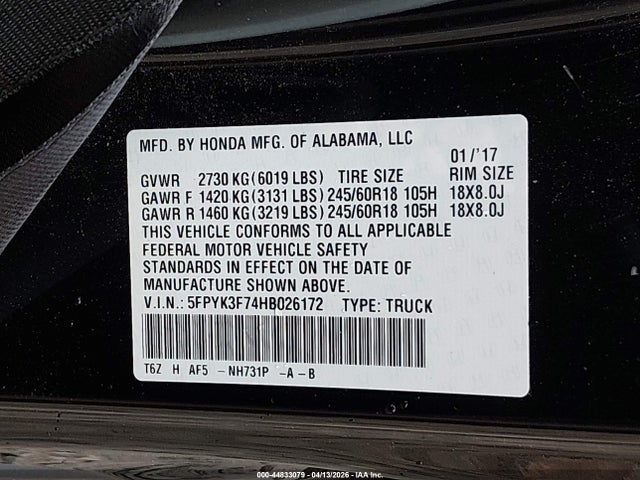 MFD. BY HONDA MFG. OF ALABAMA, LLC
01/'17
GVWR 2730 KG(6019 LBS) TIRE SIZE RIM SIZE
GAWR F 1420 KG(3131 LBS) 245/60R18 105H 18X8.0J
GAWR R 1460 KG(3219 LBS) 245/60R18 105H 18X8.0J
THIS VEHICLE CONFORMS TO ALL APPLICABLE
FEDERAL MOTOR VEHICLE SAFETY
STANDARDS IN EFFECT ON THE DATE OF
MANUFACTURE SHOWN ABOVE.
V.I.N.: 5FPYK3F74HB026172 TYPE: TRUCK
T6Z H AF5 -NH731P -A-B
000-44833079 - 04/13/2026 - IAA Inc.